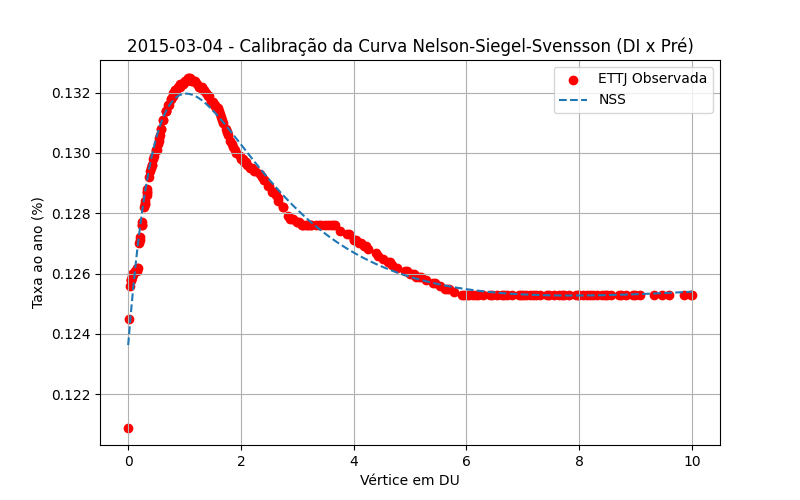 2015-03-04 - Calibração da Curva Nelson-Siegel-Svensson (DI x Pré)
ETTJ Observada
NSS
Taxa ao ano (%)
0.132
0.130
0.128
0.126
0.124
0.122
0 2 4 6 8 10
Vértice em DU